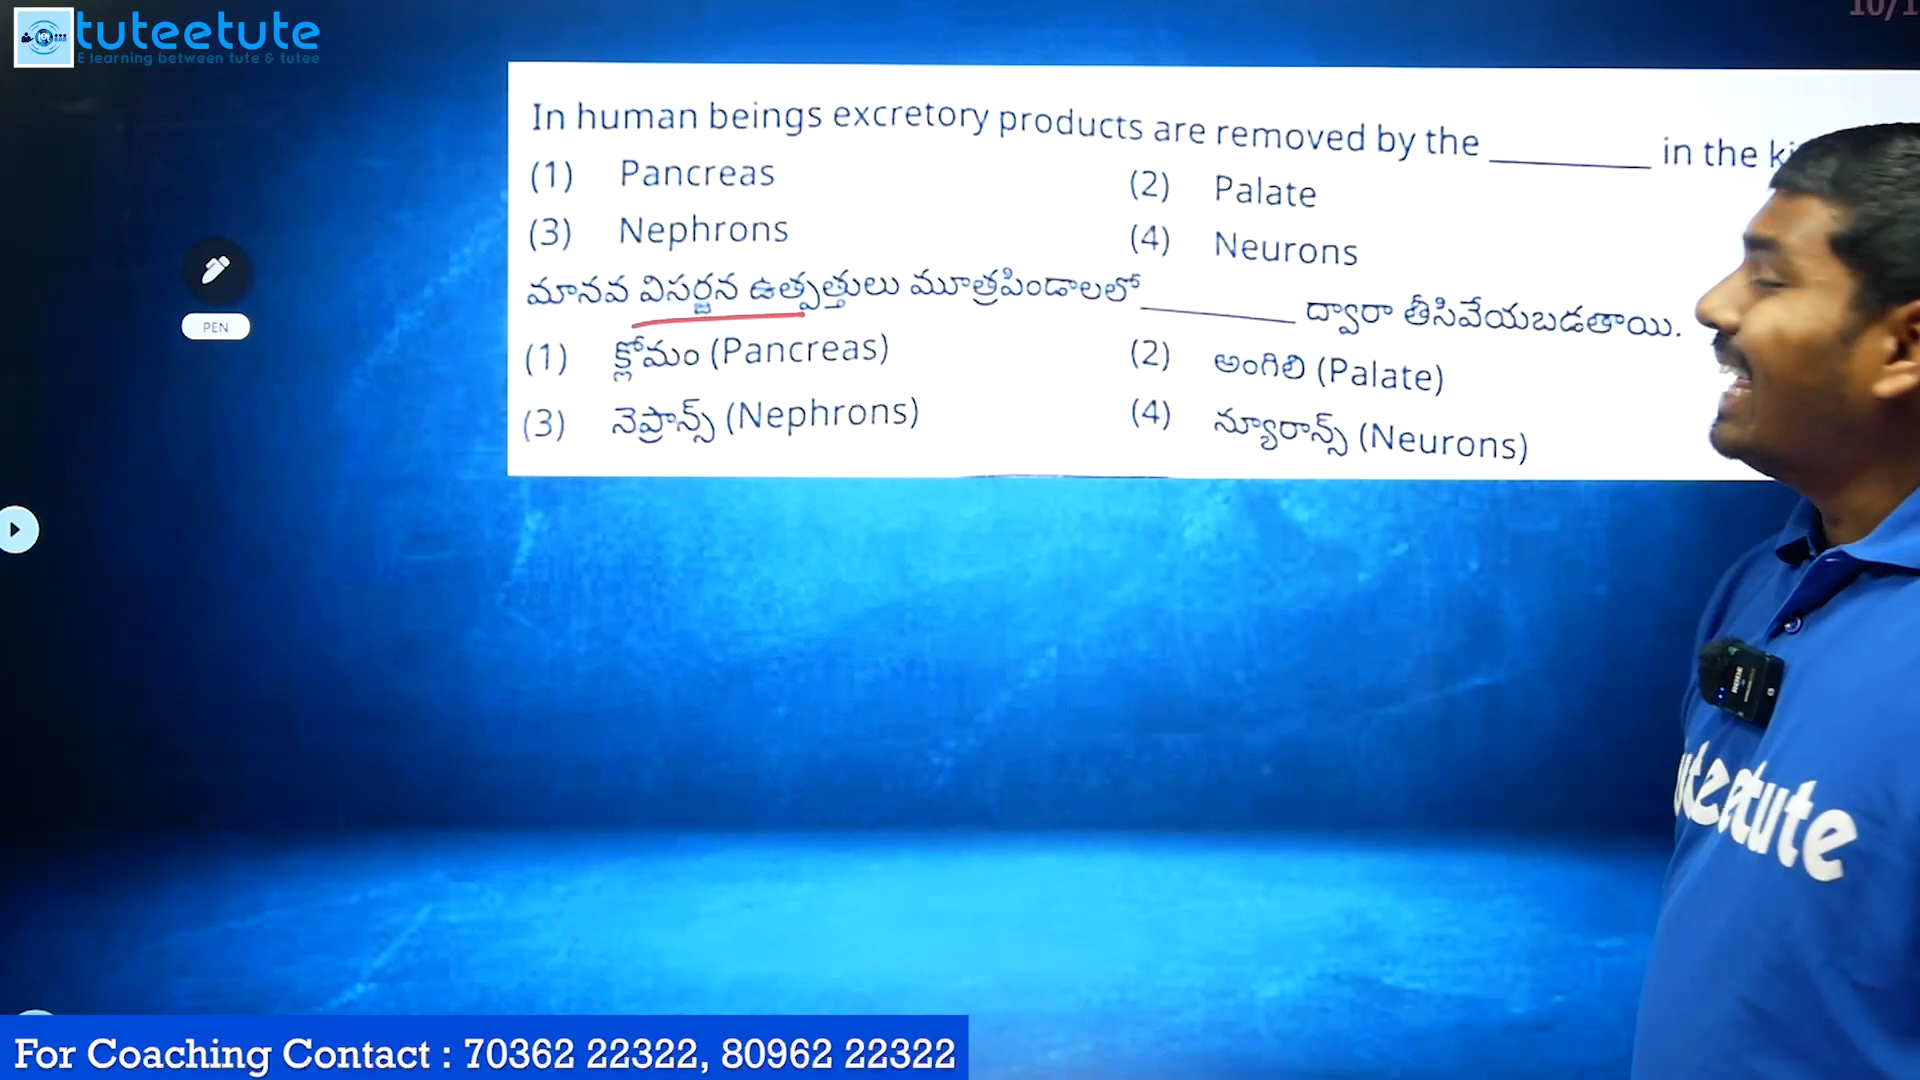 tuteetute
E learning between tute & tutee
In human beings excretory products are removed by the ________ in the
(1) Pancreas (2) Palate
(3) Nephrons (4) Neurons
మానవ విసర్జన ఉత్పత్తులు మూత్రపిండాలలో ________ ద్వారా తీసివేయబడతాయి.
(1) క్లోమం (Pancreas) (2) అంగిలి (Palate)
(3) నెఫ్రాన్స్ (Nephrons) (4) న్యూరాన్స్ (Neurons)
PEN
RODE
uteetute
For Coaching Contact : 70362 22322, 80962 22322